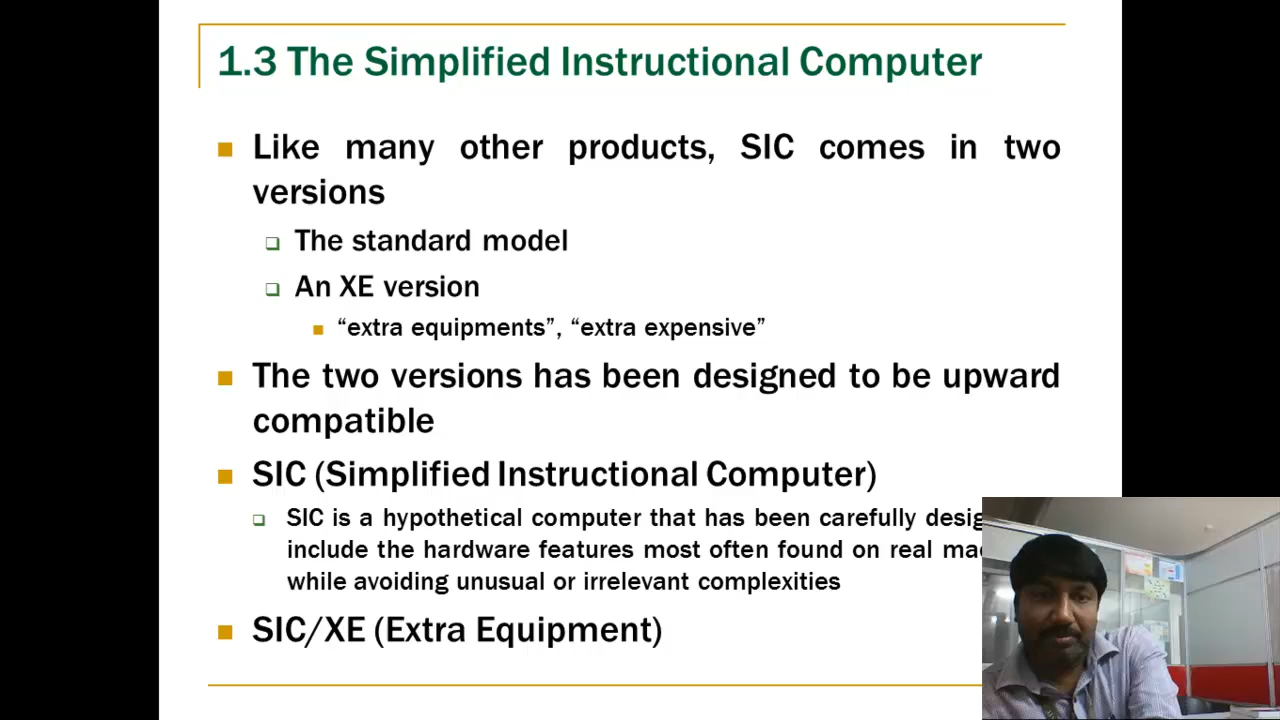 1.3 The Simplified Instructional Computer
Like many other products, SIC comes in two
versions
The standard model
An XE version
“extra equipments”, “extra expensive”
The two versions has been designed to be upward
compatible
SIC (Simplified Instructional Computer)
SIC is a hypothetical computer that has been carefully
include the hardware features most often found on real
while avoiding unusual or irrelevant complexities
SIC/XE (Extra Equipment)